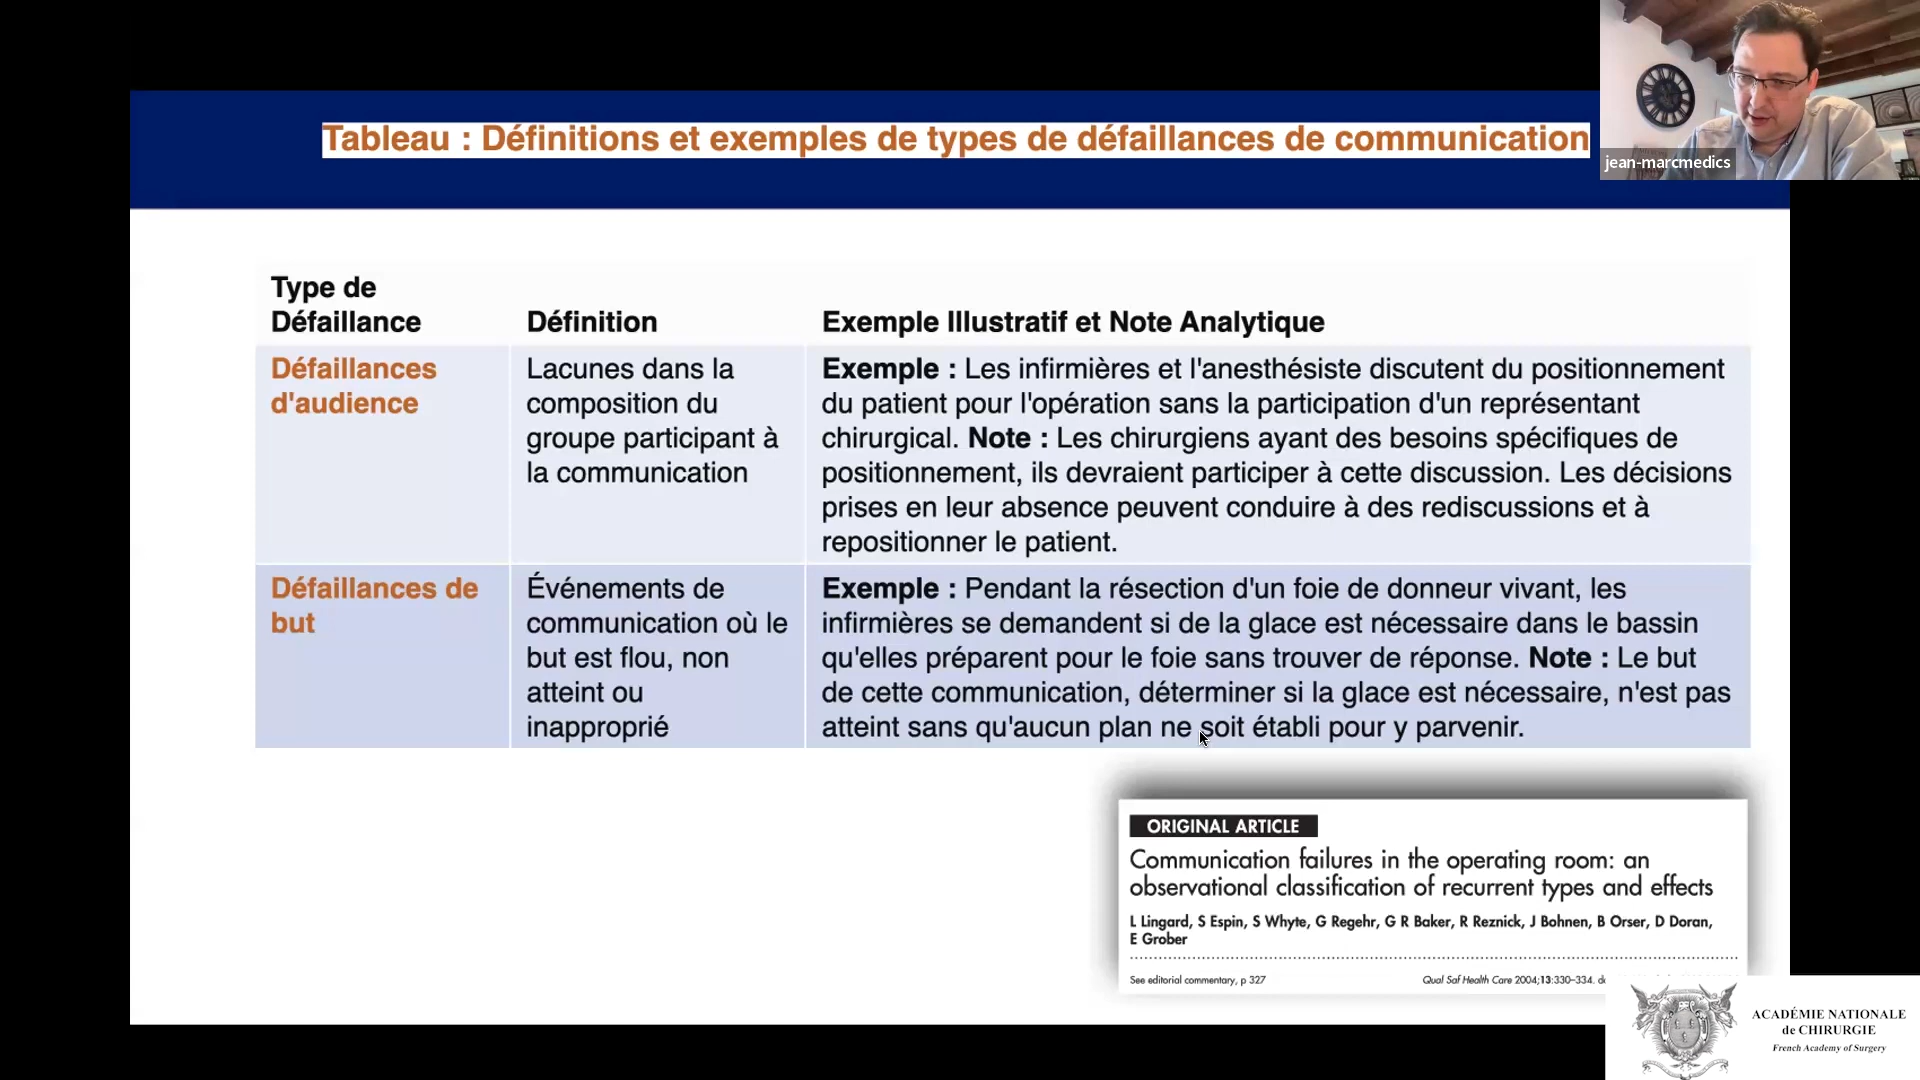 Tableau : Définitions et exemples de types de défaillances de communication
jean-marcmedics
Type de
Défaillance
Définition
Exemple Illustratif et Note Analytique
Défaillances
d'audience
Lacunes dans la
composition du
groupe participant à
la communication
Exemple : Les infirmières et l'anesthésiste discutent du positionnement
du patient pour l'opération sans la participation d'un représentant
chirurgical. Note : Les chirurgiens ayant des besoins spécifiques de
positionnement, ils devraient participer à cette discussion. Les décisions
prises en leur absence peuvent conduire à des rediscussions et à
repositionner le patient.
Défaillances de
but
Événements de
communication où le
but est flou, non
atteint ou
inapproprié
Exemple : Pendant la résection d'un foie de donneur vivant, les
infirmières se demandent si de la glace est nécessaire dans le bassin
qu'elles préparent pour le foie sans trouver de réponse. Note : Le but
de cette communication, déterminer si la glace est nécessaire, n'est pas
atteint sans qu'aucun plan ne soit établi pour y parvenir.
ORIGINAL ARTICLE
Communication failures in the operating room: an
observational classification of recurrent types and effects
L Lingard, S Espin, S Whyte, G Regehr, G R Baker, R Reznick, J Bohnen, B Orser, D Doran,
E Grober
See editorial commentary, p 327
Qual Saf Health Care 2004;13:330–334.
ACADÉMIE NATIONALE
de CHIRURGIE
French Academy of Surgery